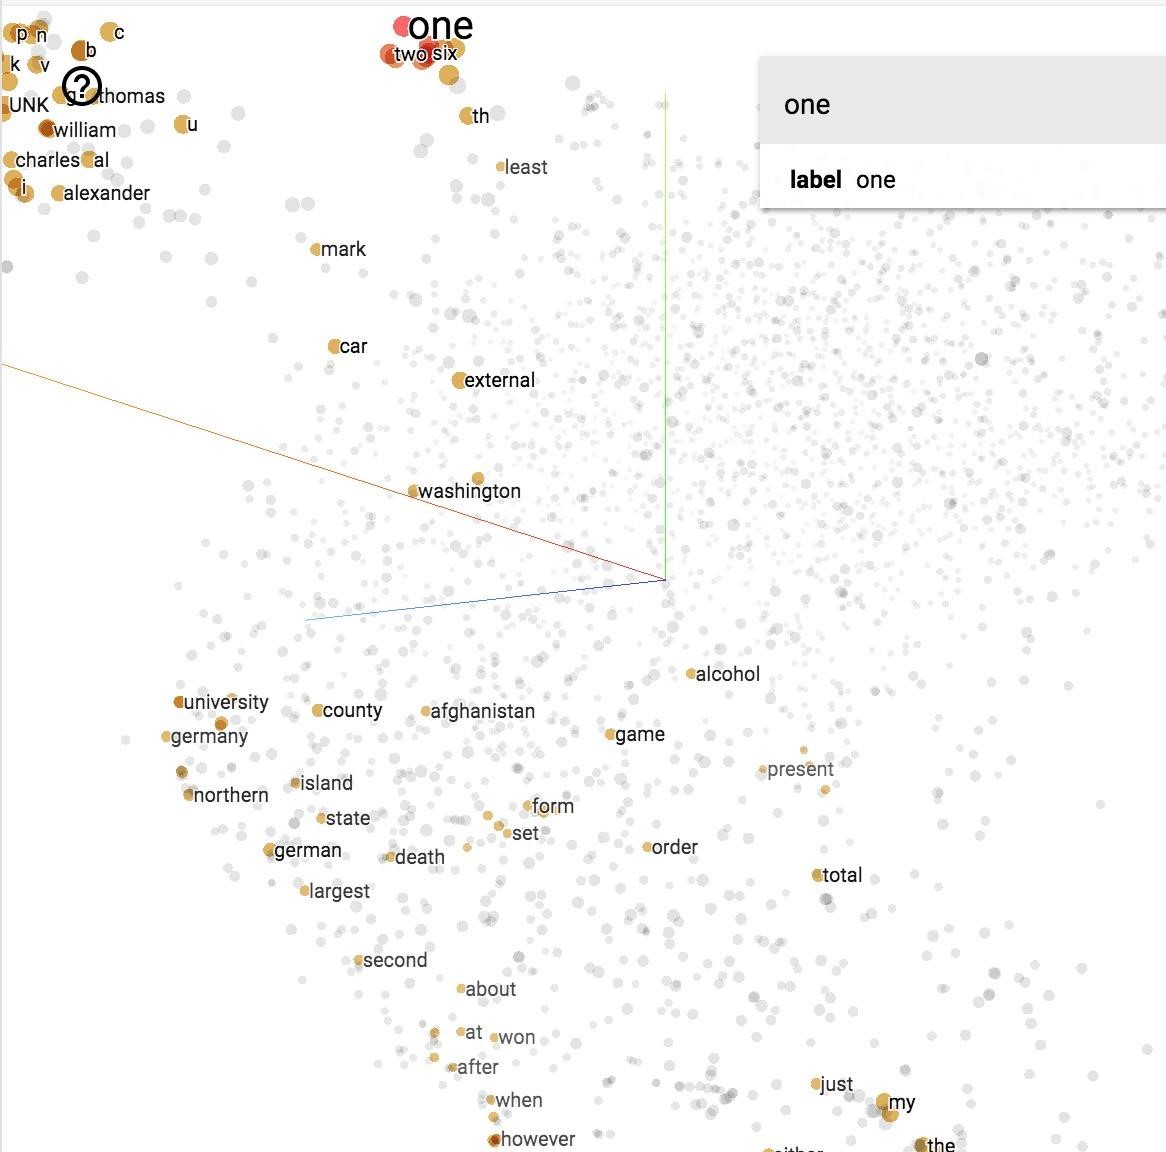 one
p n
c
b
two six
one
k
v
?
g
thomas
UNK
th
william
u
charles
al
least
label one
i
alexander
mark
car
external
washington
alcohol
university
county
afghanistan
germany
game
present
island
northern
form
state
set
german
death
order
largest
total
second
about
at
won
after
just
when
my
however
the